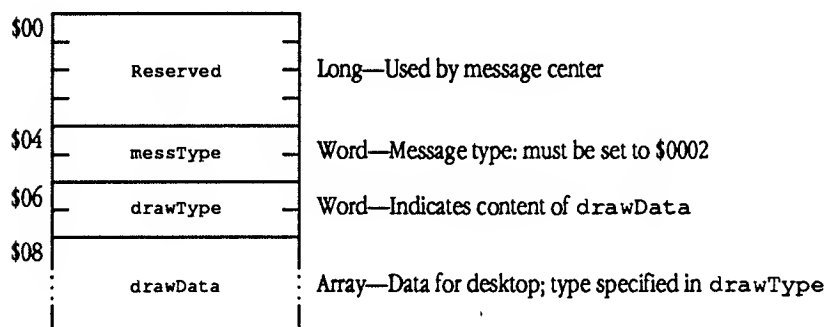 $00
Reserved Long—Used by message center
$04
messType Word—Message type: must be set to $0002
$06
drawType Word—Indicates content of drawData
$08
drawData Array—Data for desktop; type specified in drawType